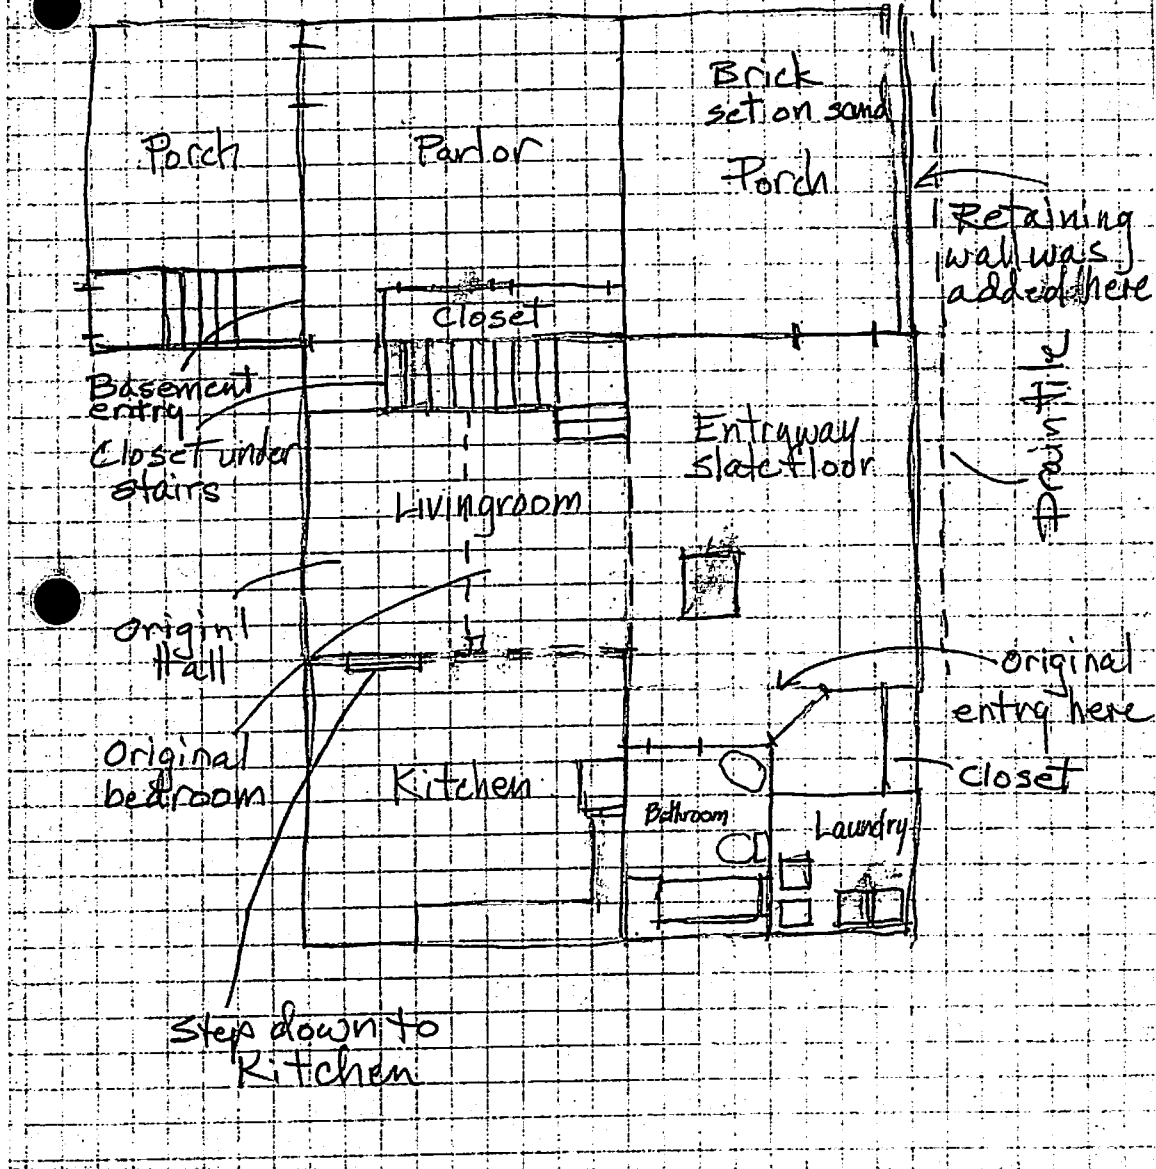 Porch
Parlor
Brick
set on sand
Porch
Retaining
wall was
added here
Closet
Basement
entry
Closet under
stairs
Entryway
slate floor
Drain tile
Livingroom
Originl
Hall
original
entry here
Original
bedroom
Kitchen
Closet
Bathroom
Laundry
Step down to
Kitchen